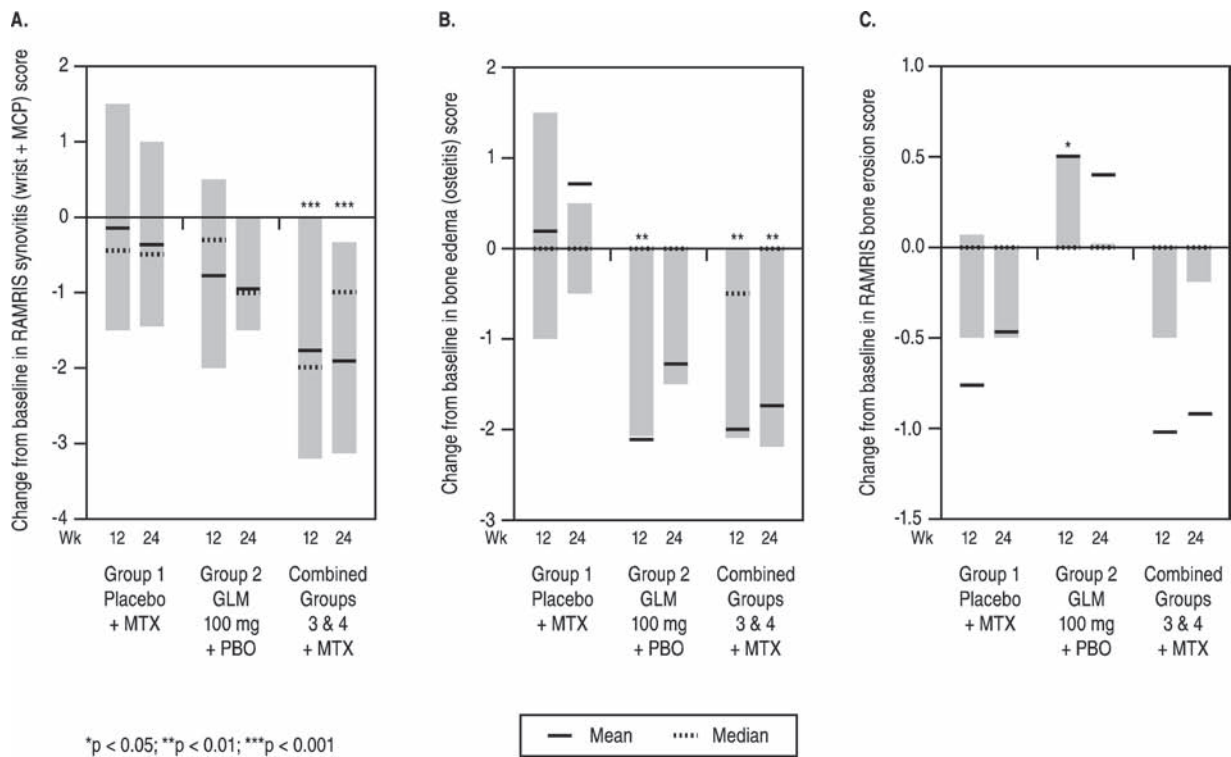 A.
Change from baseline in RAMRIS synovitis (wrist + MCP) score
2
1
0
-1
-2
-3
-4
*** ***
Wk 12 24 12 24 12 24
Group 1 Group 2 Combined
Placebo GLM Groups
+ MTX 100 mg 3 & 4
+ PBO + MTX
B.
Change from baseline in bone edema (osteitis) score
2
1
0
-1
-2
-3
** ** **
12 24 12 24 12 24
Group 1 Group 2 Combined
Placebo GLM Groups
+ MTX 100 mg 3 & 4
+ PBO + MTX
C.
Change from baseline in RAMRIS bone erosion score
1.0
0.5
0.0
-0.5
-1.0
-1.5
*
12 24 12 24 12 24
Group 1 Group 2 Combined
Placebo GLM Groups
+ MTX 100 mg 3 & 4
+ PBO + MTX
*p < 0.05; **p < 0.01; ***p < 0.001
Mean Median